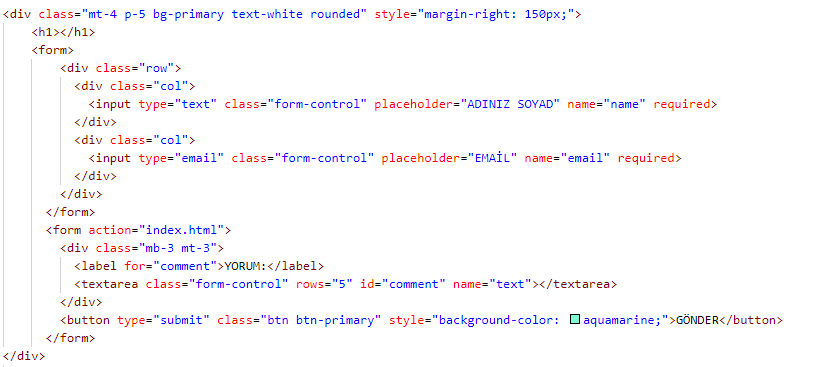 <div class="mt-4 p-5 bg-primary text-white rounded" style="margin-right: 150px;">
<h1></h1>
<form>
<div class="row">
<div class="col">
<input type="text" class="form-control" placeholder="ADINIZ SOYAD" name="name" required>
</div>
<div class="col">
<input type="email" class="form-control" placeholder="EMAİL" name="email" required>
</div>
</div>
</form>
<form action="index.html">
<div class="mb-3 mt-3">
<label for="comment">YORUM:</label>
<textarea class="form-control" rows="5" id="comment" name="text"></textarea>
</div>
<button type="submit" class="btn btn-primary" style="background-color: aquamarine;">GÖNDER</button>
</form>
</div>